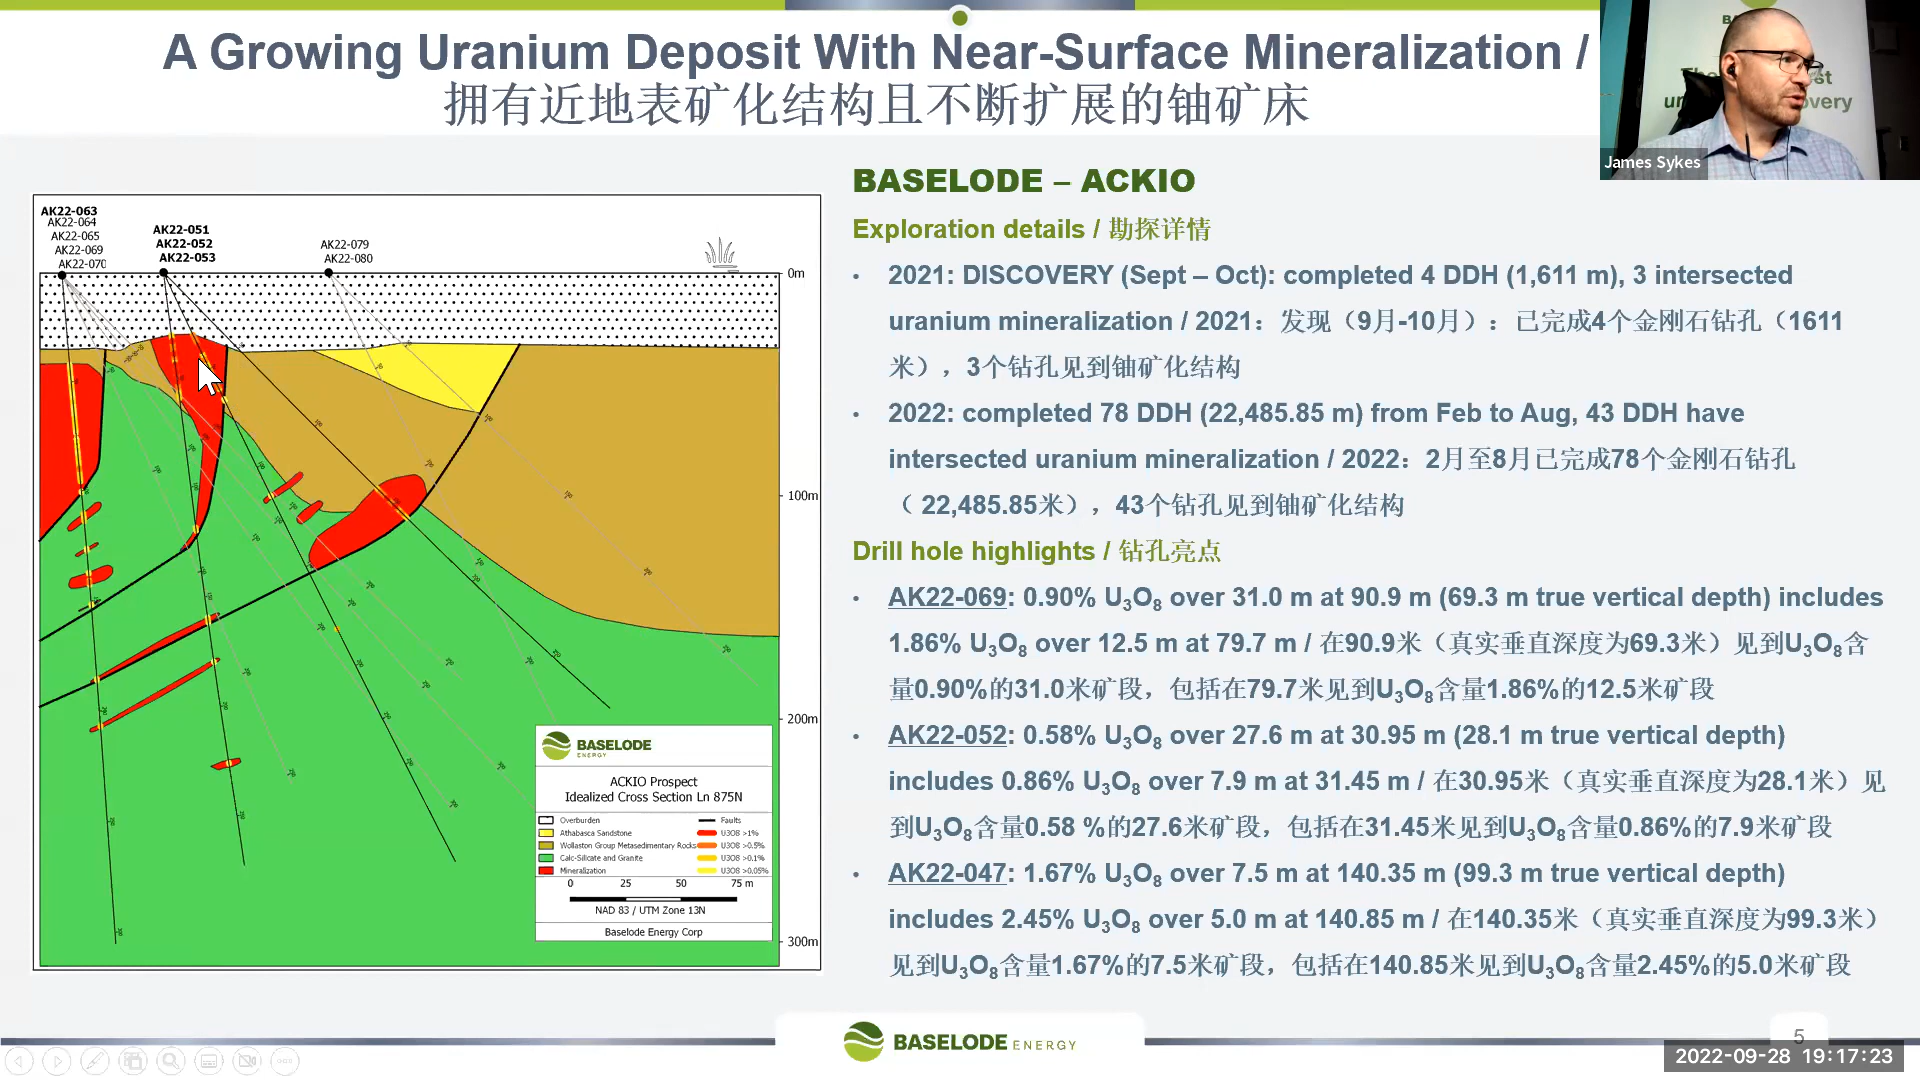 A Growing Uranium Deposit With Near-Surface Mineralization /
拥有近地表矿化结构且不断扩展的铀矿床
James Sykes
BASELODE – ACKIO
Exploration details / 勘探详情
• 2021: DISCOVERY (Sept – Oct): completed 4 DDH (1,611 m), 3 intersected
uranium mineralization / 2021：发现（9月-10月）：已完成4个金刚石钻孔（1611
米），3个钻孔见到铀矿化结构
• 2022: completed 78 DDH (22,485.85 m) from Feb to Aug, 43 DDH have
intersected uranium mineralization / 2022：2月至8月已完成78个金刚石钻孔
（ 22,485.85米），43个钻孔见到铀矿化结构
Drill hole highlights / 钻孔亮点
• AK22-069: 0.90% U₃O₈ over 31.0 m at 90.9 m (69.3 m true vertical depth) includes
1.86% U₃O₈ over 12.5 m at 79.7 m / 在90.9米（真实垂直深度为69.3米）见到U₃O₈含
量0.90%的31.0米矿段，包括在79.7米见到U₃O₈含量1.86%的12.5米矿段
• AK22-052: 0.58% U₃O₈ over 27.6 m at 30.95 m (28.1 m true vertical depth)
includes 0.86% U₃O₈ over 7.9 m at 31.45 m / 在30.95米（真实垂直深度为28.1米）见
到U₃O₈含量0.58 %的27.6米矿段，包括在31.45米见到U₃O₈含量0.86%的7.9米矿段
• AK22-047: 1.67% U₃O₈ over 7.5 m at 140.35 m (99.3 m true vertical depth)
includes 2.45% U₃O₈ over 5.0 m at 140.85 m / 在140.35米（真实垂直深度为99.3米）
见到U₃O₈含量1.67%的7.5米矿段，包括在140.85米见到U₃O₈含量2.45%的5.0米矿段
AK22-063
AK22-064
AK22-065
AK22-069
AK22-070
AK22-051
AK22-052
AK22-053
AK22-079
AK22-080
0m
100m
200m
300m
BASELODE
ENERGY
ACKIO Prospect
Idealized Cross Section Ln 875N
Overburden
Athabasca Sandstone
Wollaston Group Metasedimentary Rocks
Calc-Silicate and Granite
Mineralization
Faults
U3O8 >1%
U3O8 >0.5%
U3O8 >0.1%
U3O8 >0.05%
0 25 50 75 m
NAD 83 / UTM Zone 13N
Baselode Energy Corp
BASELODE ENERGY
5
2022-09-28 19:17:23